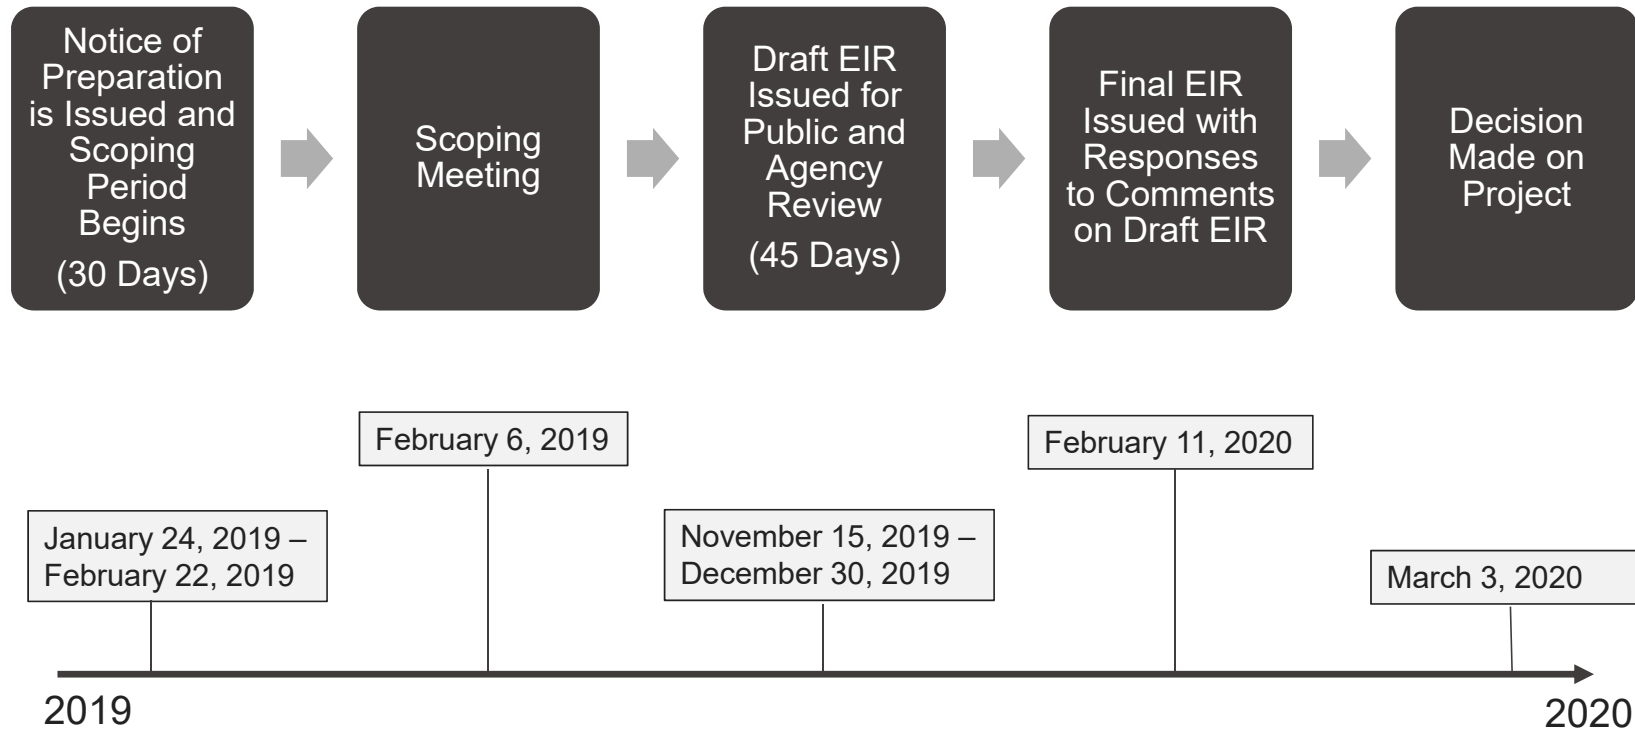 Notice of
Preparation
is Issued and
Scoping
Period
Begins
(30 Days)
Scoping
Meeting
Draft EIR
Issued for
Public and
Agency
Review
(45 Days)
Final EIR
Issued with
Responses
to Comments
on Draft EIR
Decision
Made on
Project
January 24, 2019 –
February 22, 2019
February 6, 2019
November 15, 2019 –
December 30, 2019
February 11, 2020
March 3, 2020
2019
2020